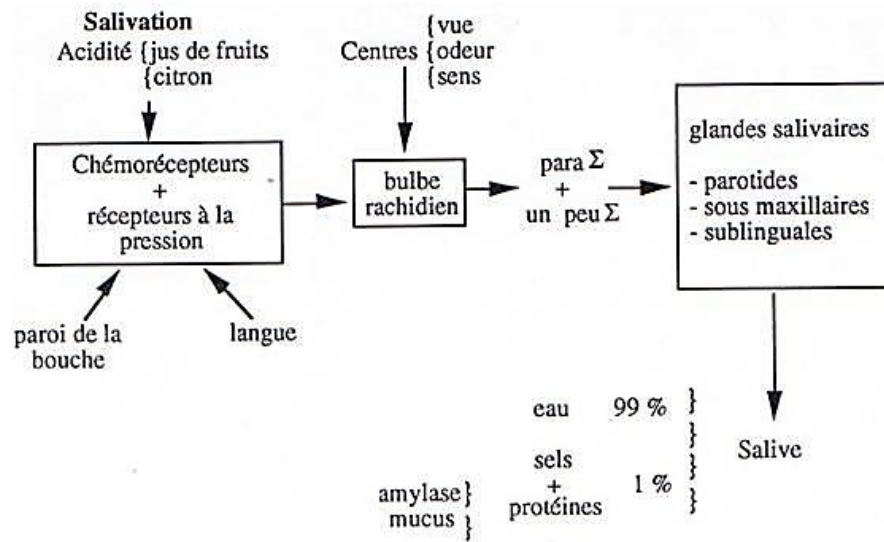 Salivation
Acidité {jus de fruits
{citron
Centres
{vue
{odeur
{sens
Chémorécepteurs
+
récepteurs à la
pression
bulbe
rachidien
para Σ
+
un peu Σ
glandes salivaires
- parotides
- sous maxillaires
- sublinguales
paroi de la
bouche
langue
eau 99 % }
}
sels
+
protéines
1 % }
}
amylase}
mucus }
Salive